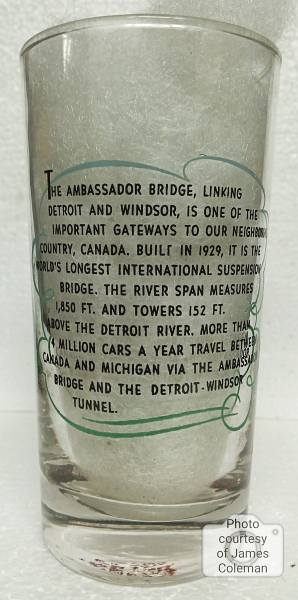 THE AMBASSADOR BRIDGE, LINKING
DETROIT AND WINDSOR, IS ONE OF THE
IMPORTANT GATEWAYS TO OUR NEIGHBOR
COUNTRY, CANADA. BUILT IN 1929, IT IS THE
WORLD'S LONGEST INTERNATIONAL SUSPENSION
BRIDGE. THE RIVER SPAN MEASURES
1,850 FT. AND TOWERS 152 FT.
ABOVE THE DETROIT RIVER. MORE THAN
4 MILLION CARS A YEAR TRAVEL BETWEEN
CANADA AND MICHIGAN VIA THE AMBASSADOR
BRIDGE AND THE DETROIT-WINDSOR
TUNNEL.
Photo
courtesy
of James
Coleman